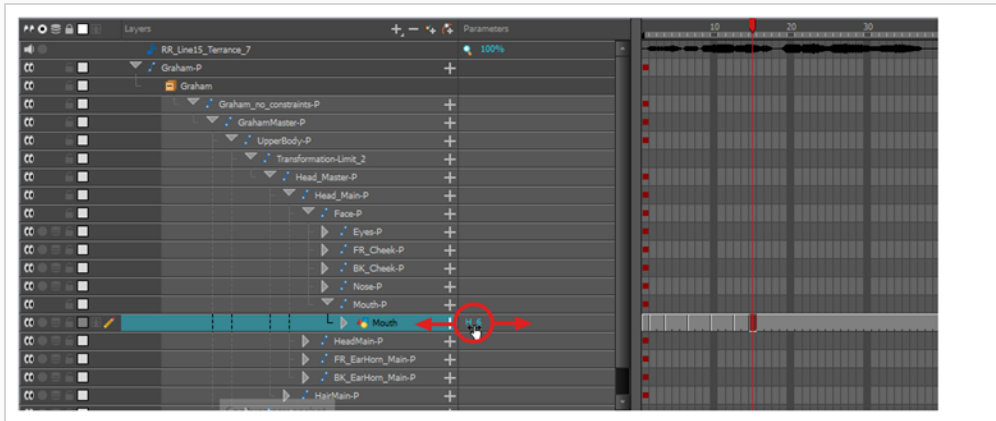 Layers
Parameters
10 20 30
RR_Line15_Terrance_7
100%
Graham-P
Graham
Graham_no_constraints-P
GrahamMaster-P
UpperBody-P
Transformation-Limit_2
Head_Master-P
Head_Main-P
Face-P
Eyes-P
FR_Cheek-P
BK_Cheek-P
Nose-P
Mouth-P
Mouth
HeadMain-P
FR_EarHorn_Main-P
BK_EarHorn_Main-P
HairMain-P